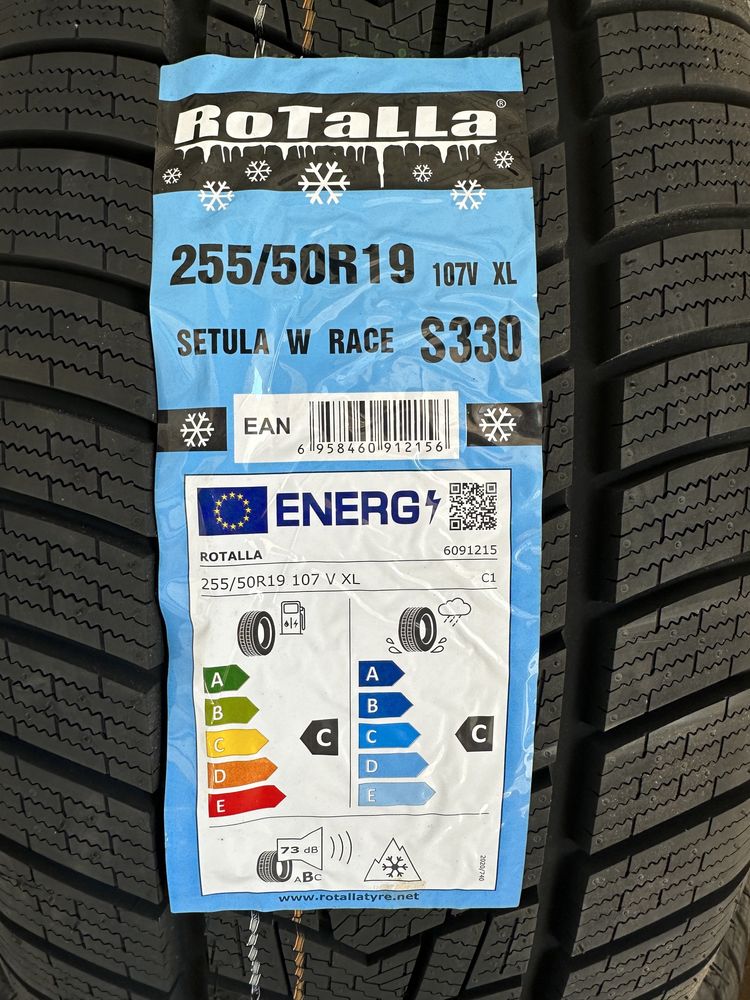 RoTaLLa®
255/50R19 107V XL
SETULA W RACE S330
EAN
6 958460 912156
ENERG
ROTALLA 6091215
255/50R19 107 V XL C1
A A
B B
C C C C
D D
E E
73 dB
ABC
2020/740
www.rotallatyre.net